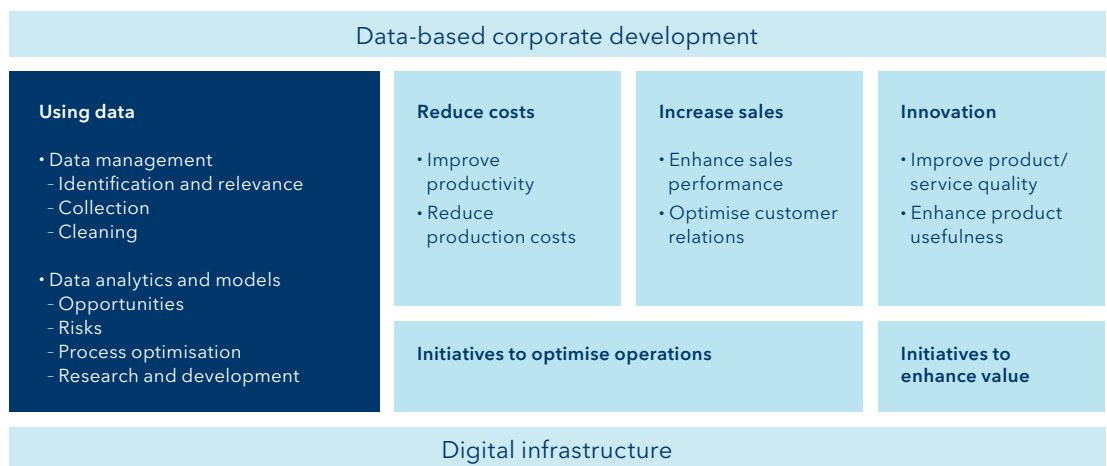 Data-based corporate development
Using data
• Data management
- Identification and relevance
- Collection
- Cleaning
• Data analytics and models
- Opportunities
- Risks
- Process optimisation
- Research and development
Reduce costs
• Improve
productivity
• Reduce
production costs
Increase sales
• Enhance sales
performance
• Optimise customer
relations
Innovation
• Improve product/
service quality
• Enhance product
usefulness
Initiatives to optimise operations
Initiatives to
enhance value
Digital infrastructure